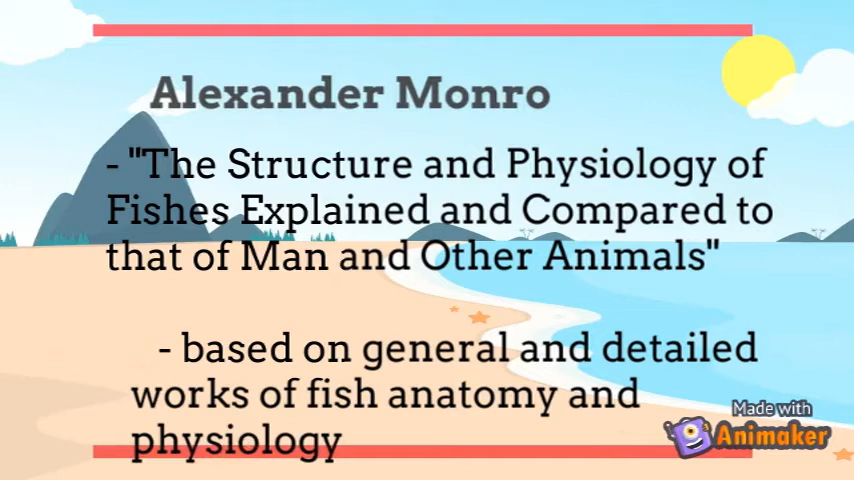 Alexander Monro
- "The Structure and Physiology of
Fishes Explained and Compared to
that of Man and Other Animals"
- based on general and detailed
works of fish anatomy and
physiology
Made with
Animaker